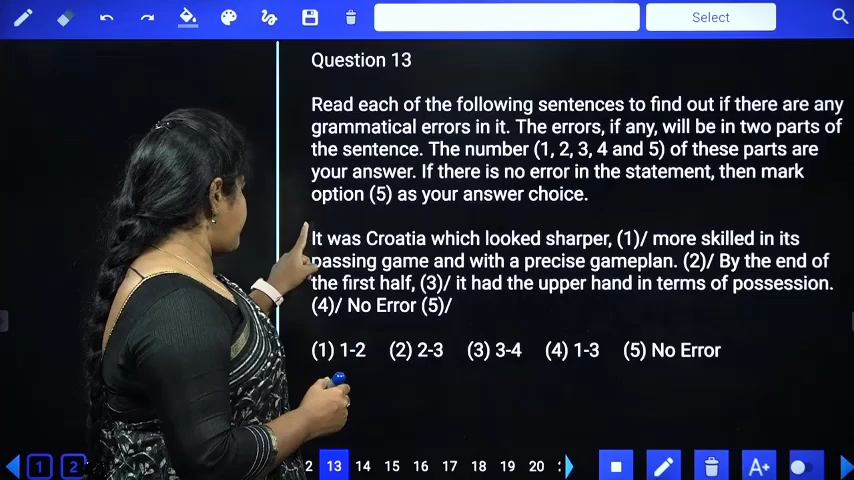 Select
Question 13
Read each of the following sentences to find out if there are any
grammatical errors in it. The errors, if any, will be in two parts of
the sentence. The number (1, 2, 3, 4 and 5) of these parts are
your answer. If there is no error in the statement, then mark
option (5) as your answer choice.
It was Croatia which looked sharper, (1)/ more skilled in its
passing game and with a precise gameplan. (2)/ By the end of
the first half, (3)/ it had the upper hand in terms of possession.
(4)/ No Error (5)/
(1) 1-2 (2) 2-3 (3) 3-4 (4) 1-3 (5) No Error
1 2 2 13 14 15 16 17 18 19 20 A+